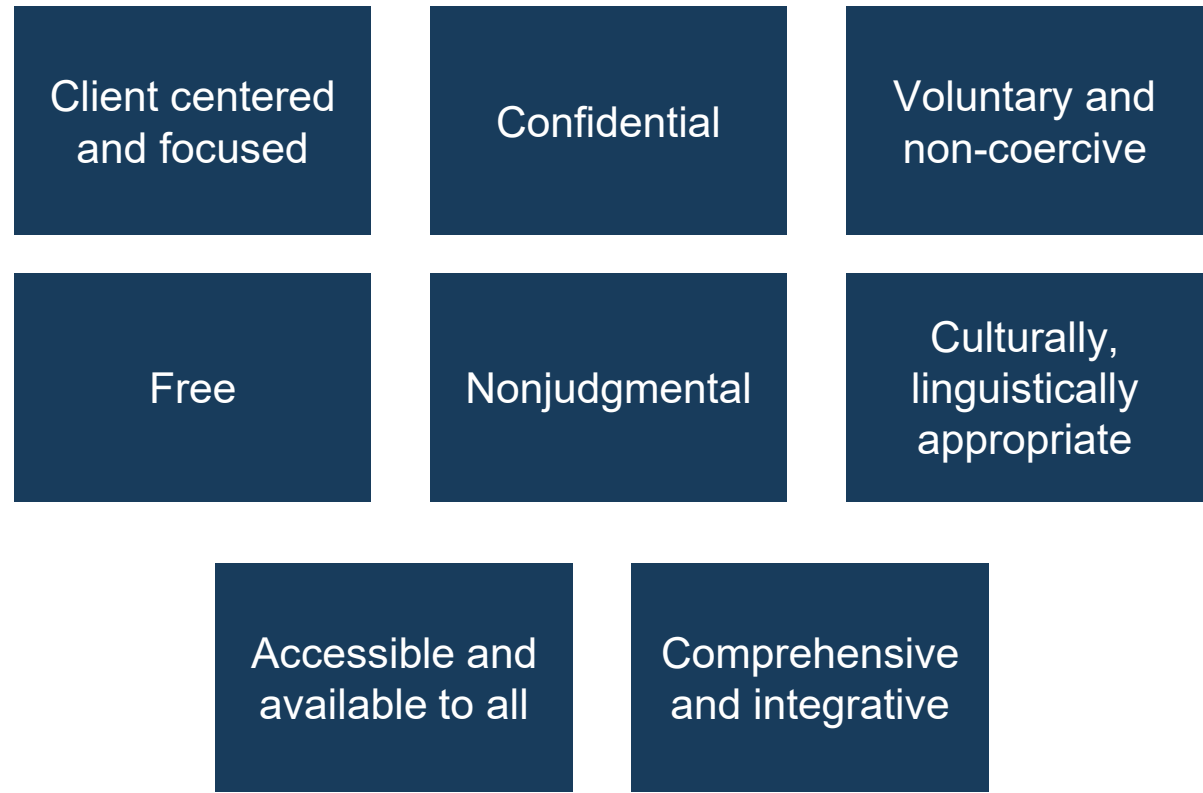 Client centered
and focused
Confidential
Voluntary and
non-coercive
Free
Nonjudgmental
Culturally,
linguistically
appropriate
Accessible and
available to all
Comprehensive
and integrative